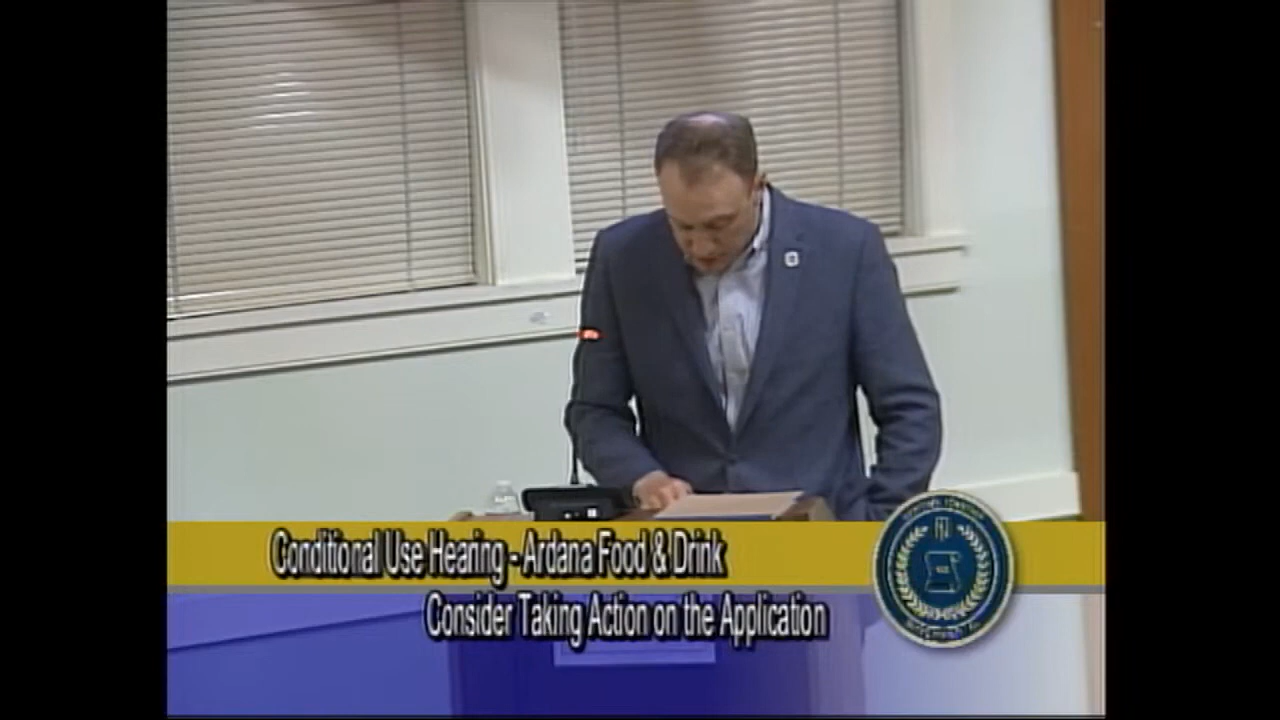 Conditional Use Hearing - Ardana Food & Drink
Consider Taking Action on the Application